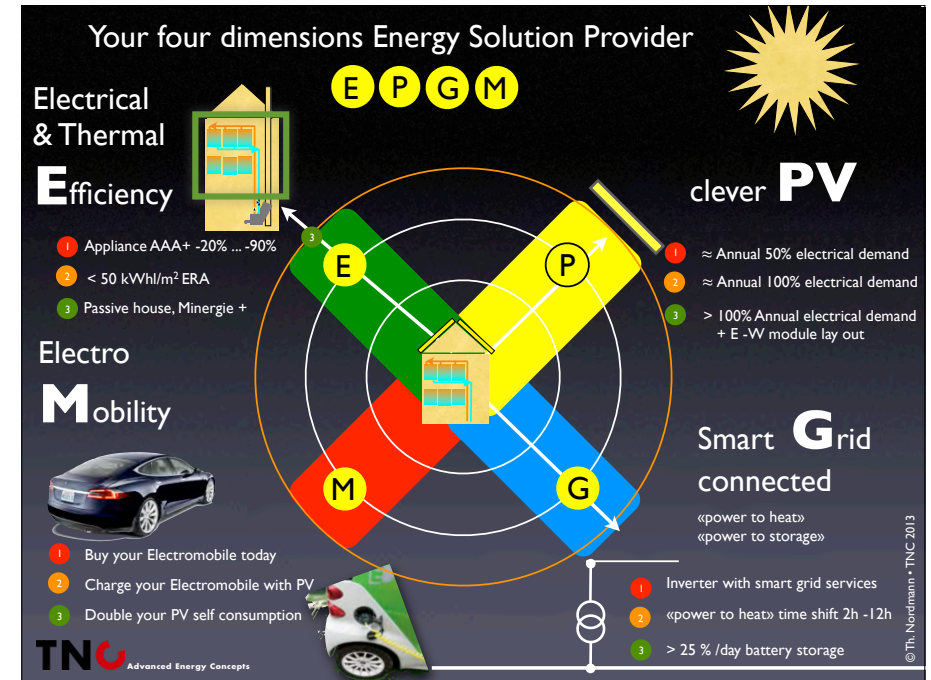 Your four dimensions Energy Solution Provider
E P G M
Electrical
& Thermal
Efficiency
1 Appliance AAA+ -20% ... -90%
2 < 50 kWhl/m² ERA
3 Passive house, Minergie +
clever PV
1 ≈ Annual 50% electrical demand
2 ≈ Annual 100% electrical demand
3 > 100% Annual electrical demand
+ E -W module lay out
3
E
P
M
G
Electro
Mobility
1 Buy your Electromobile today
2 Charge your Electromobile with PV
3 Double your PV self consumption
Smart Grid
connected
«power to heat»
«power to storage»
1 Inverter with smart grid services
2 «power to heat» time shift 2h -12h
3 > 25 % /day battery storage
TNC Advanced Energy Concepts
© Th. Nordmann • TNC 2013